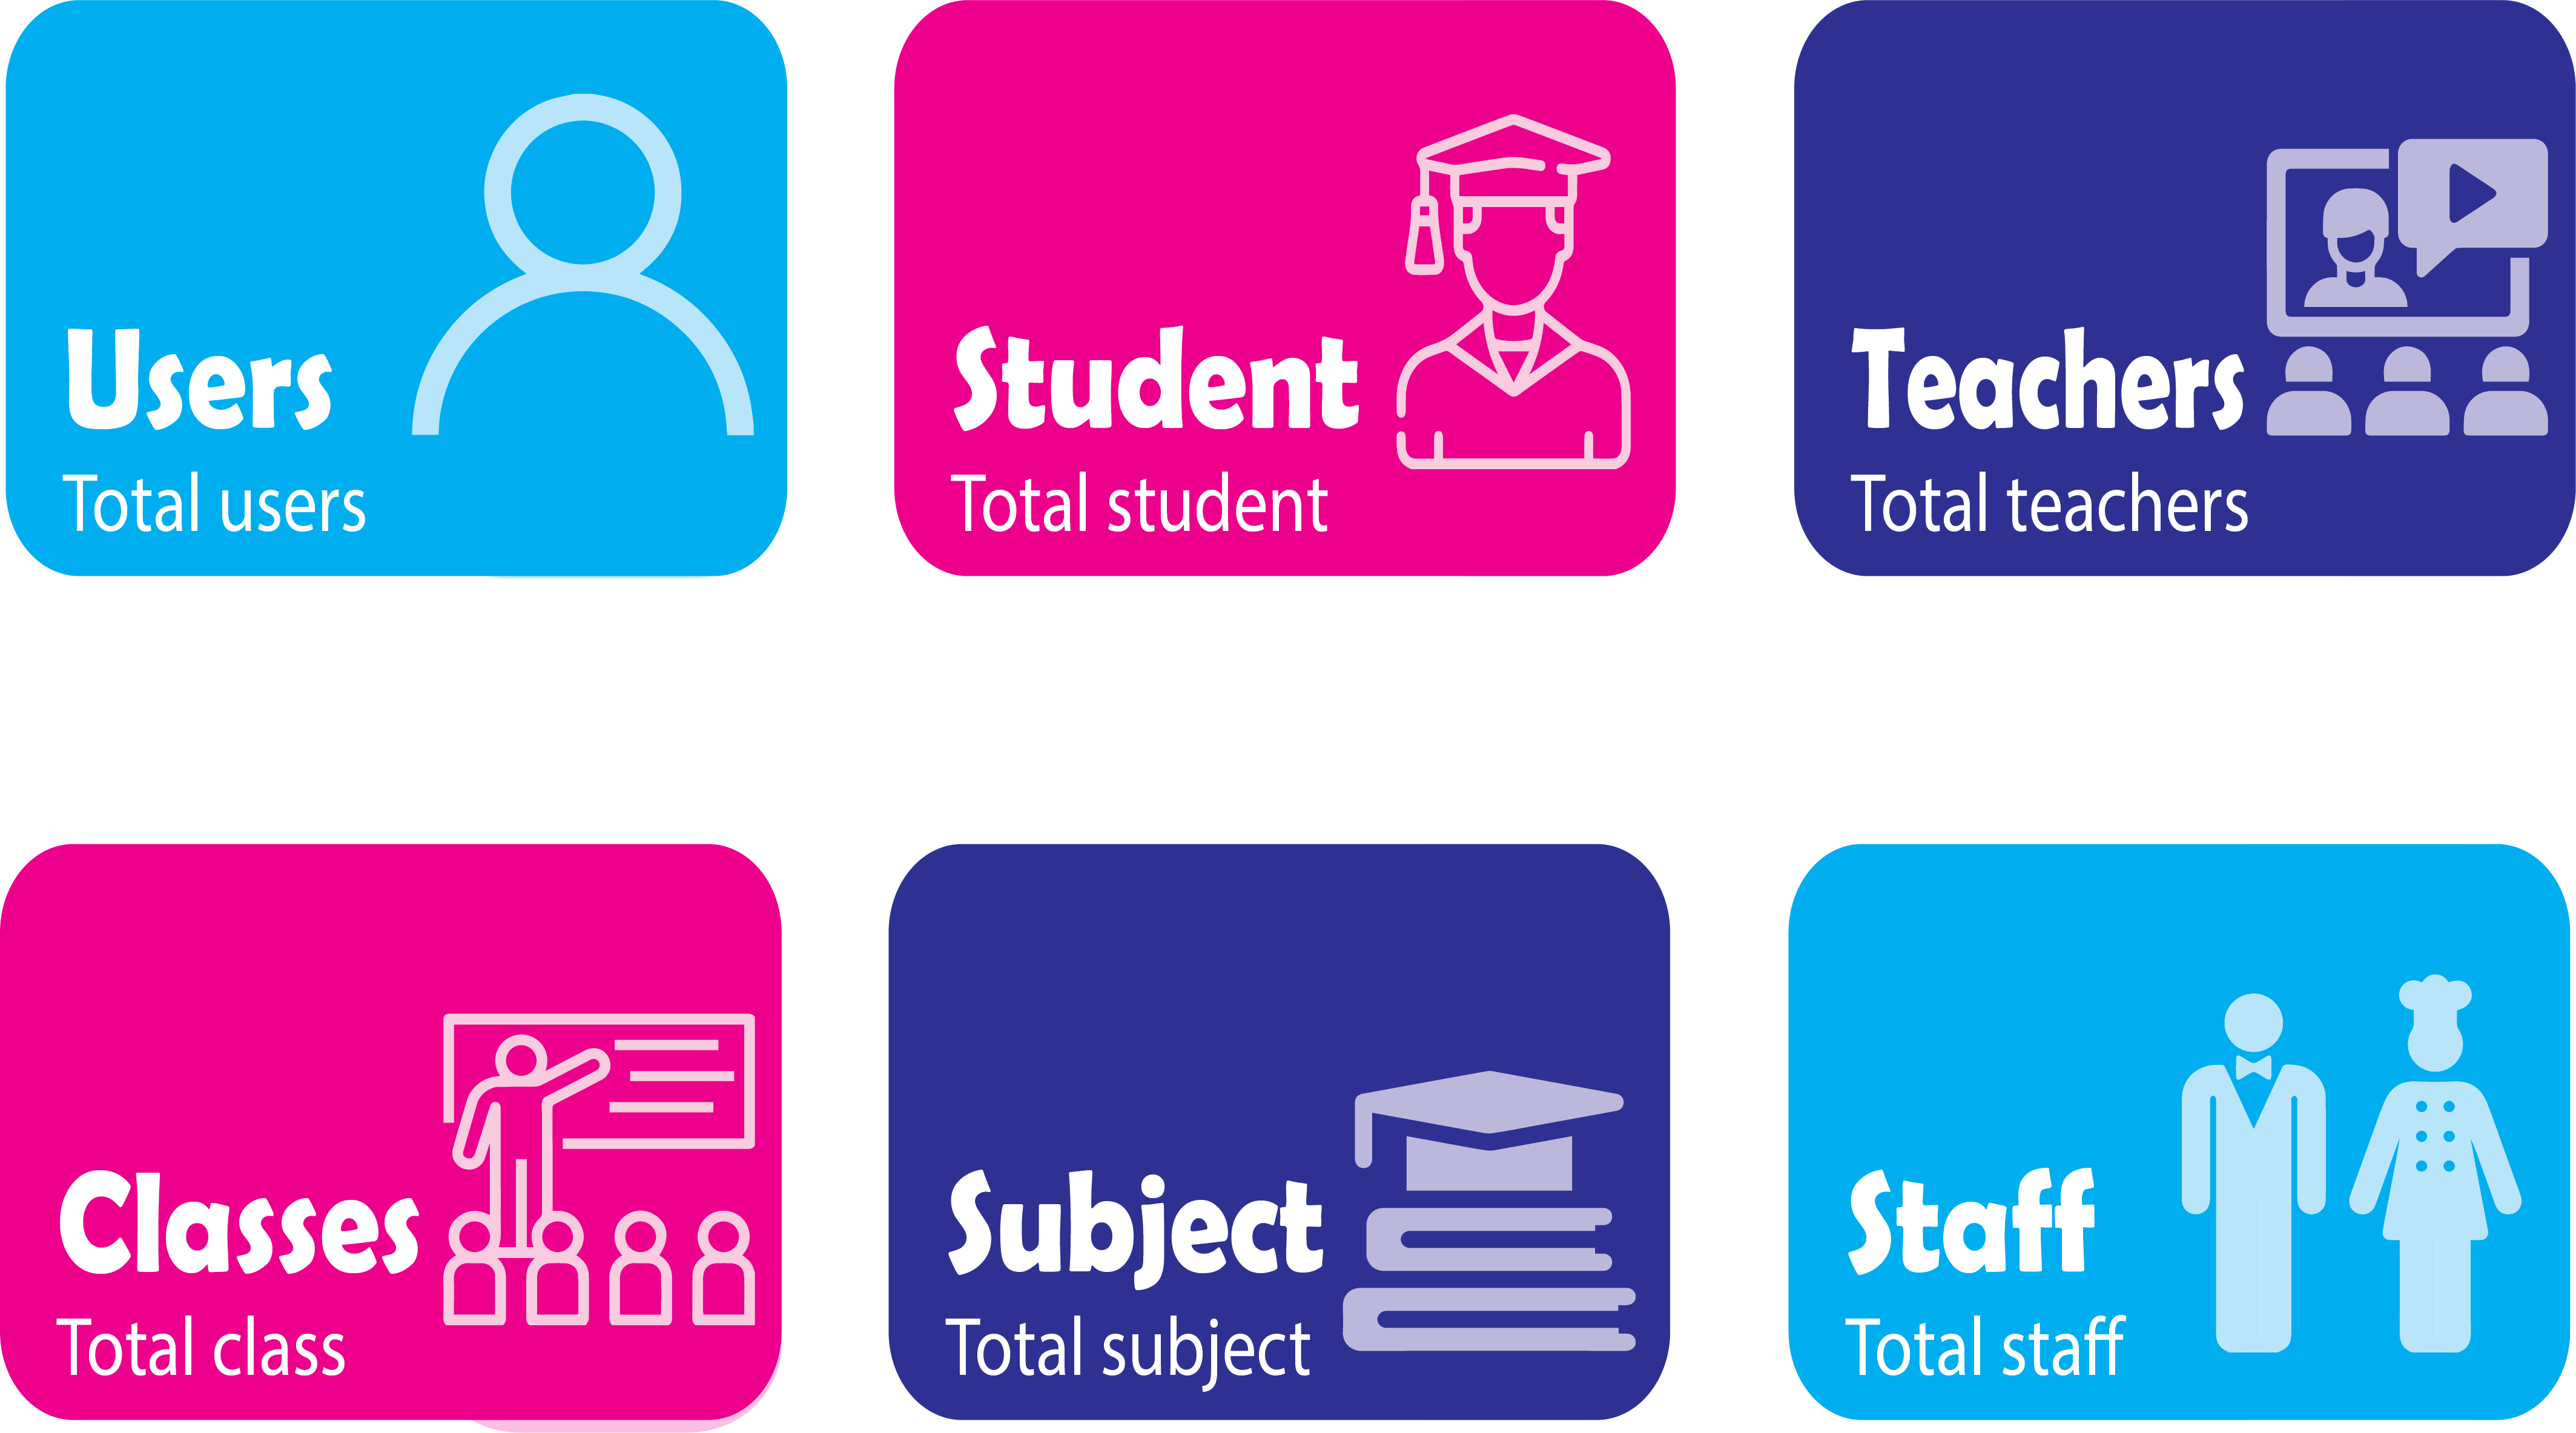 Users
Total users
Student
Total student
Teachers
Total teachers
Classes
Total class
Subject
Total subject
Staff
Total staff